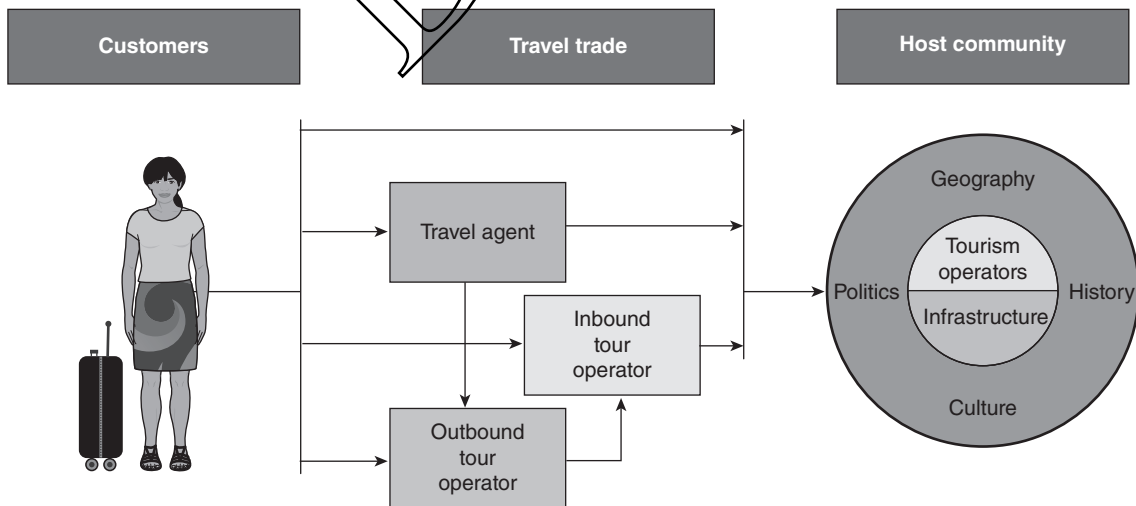 Customers
Travel trade
Host community
Travel agent
Inbound
tour
operator
Outbound
tour
operator
Geography
Tourism
operators
Politics
History
Infrastructure
Culture